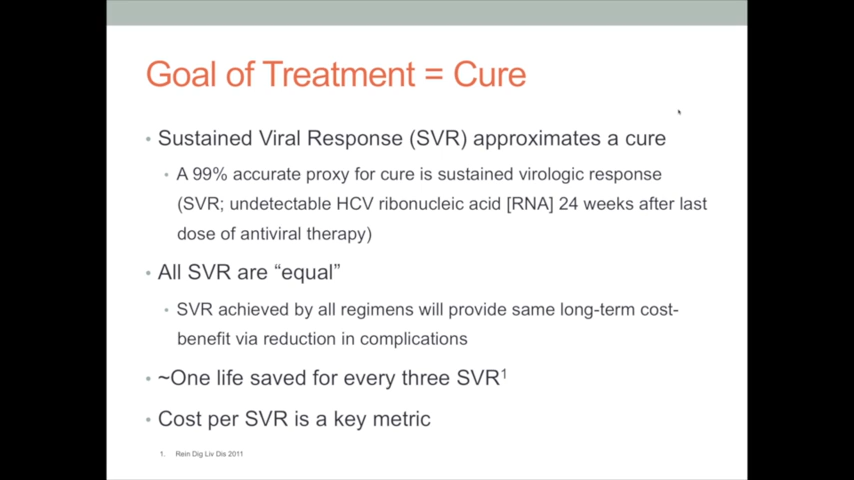 Goal of Treatment = Cure
• Sustained Viral Response (SVR) approximates a cure
• A 99% accurate proxy for cure is sustained virologic response
(SVR; undetectable HCV ribonucleic acid [RNA] 24 weeks after last
dose of antiviral therapy)
• All SVR are “equal”
• SVR achieved by all regimens will provide same long-term cost-
benefit via reduction in complications
• ~One life saved for every three SVR¹
• Cost per SVR is a key metric
1. Rein Dig Liv Dis 2011